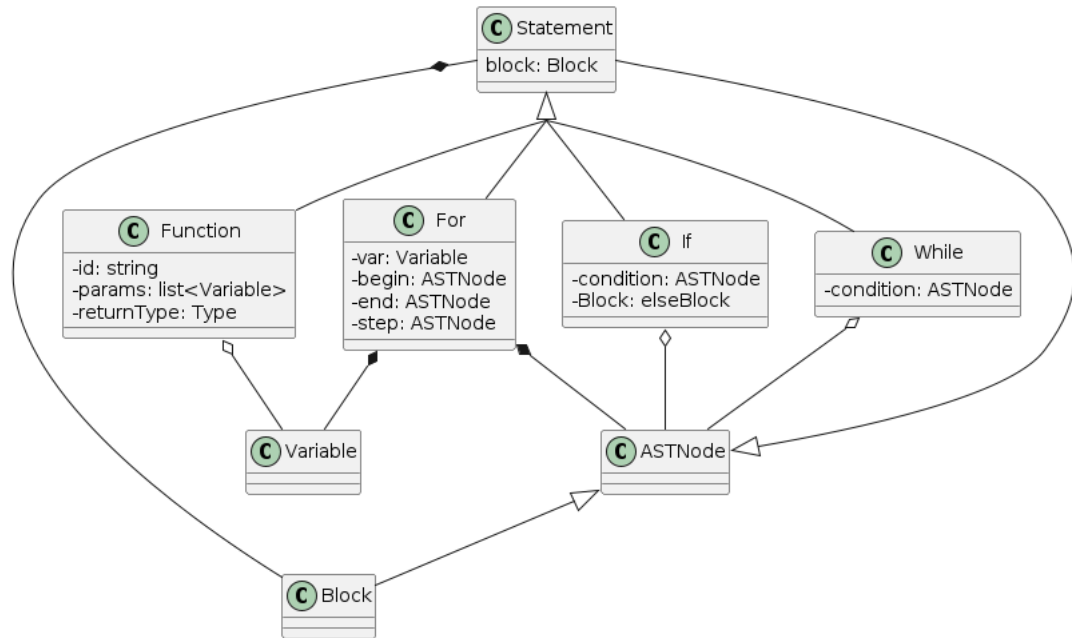 C Statement
block: Block
C Function
-id: string
-params: list<Variable>
-returnType: Type
C For
-var: Variable
-begin: ASTNode
-end: ASTNode
-step: ASTNode
C If
-condition: ASTNode
-Block: elseBlock
C While
-condition: ASTNode
C Variable
C ASTNode
C Block